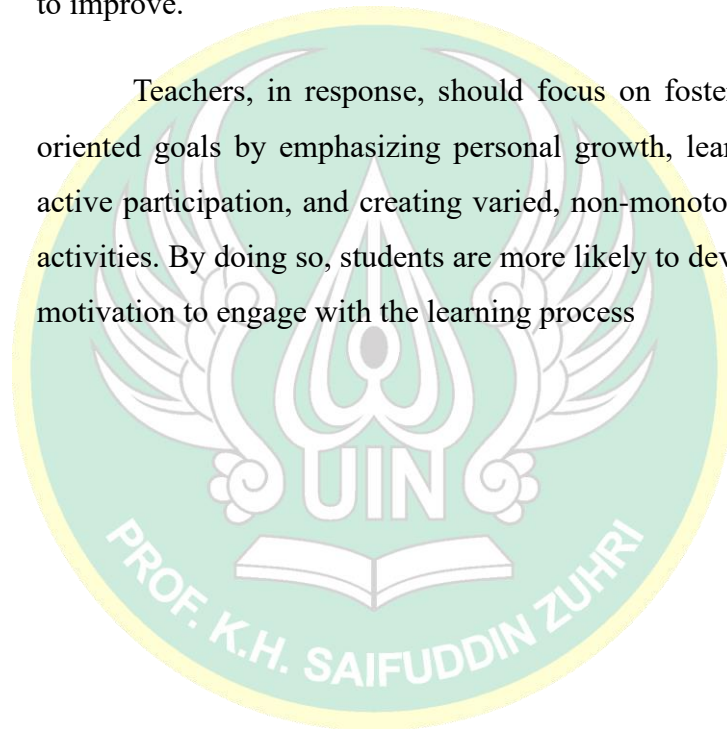 to improve.
Teachers, in response, should focus on foster
oriented goals by emphasizing personal growth, lear
active participation, and creating varied, non-monoto
activities. By doing so, students are more likely to dev
motivation to engage with the learning process
UIN
PROF. K.H. SAIFUDDIN ZUHRI